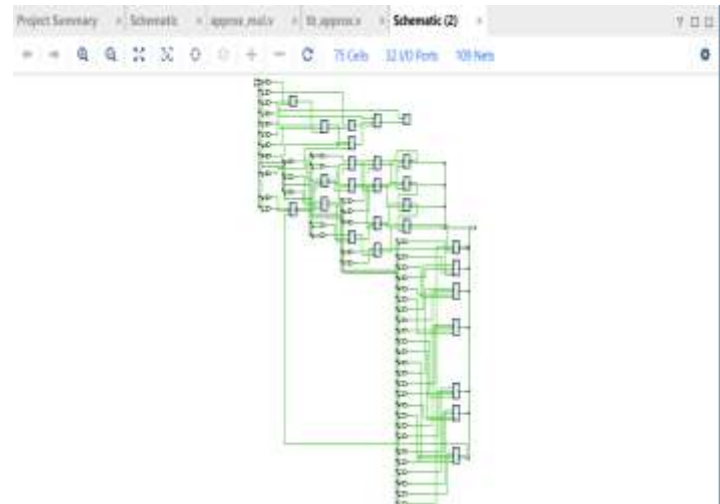 Project Summary × Schematic × approx_mul.v × tb_approx.v × Schematic (2) × ?
75 Cells 32 I/O Ports 109 Nets